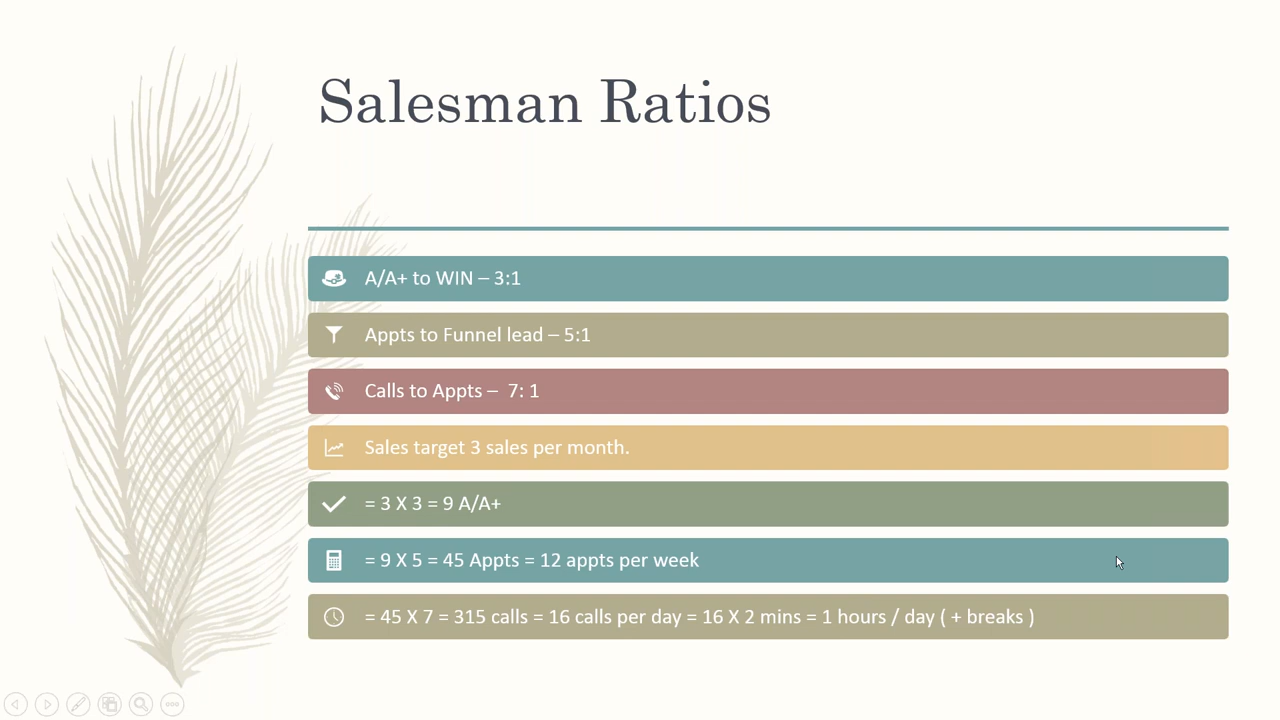 Salesman Ratios
A/A+ to WIN – 3:1
Appts to Funnel lead – 5:1
Calls to Appts –  7: 1
Sales target 3 sales per month.
= 3 X 3 = 9 A/A+
= 9 X 5 = 45 Appts = 12 appts per week
= 45 X 7 = 315 calls = 16 calls per day = 16 X 2 mins = 1 hours / day ( + breaks )